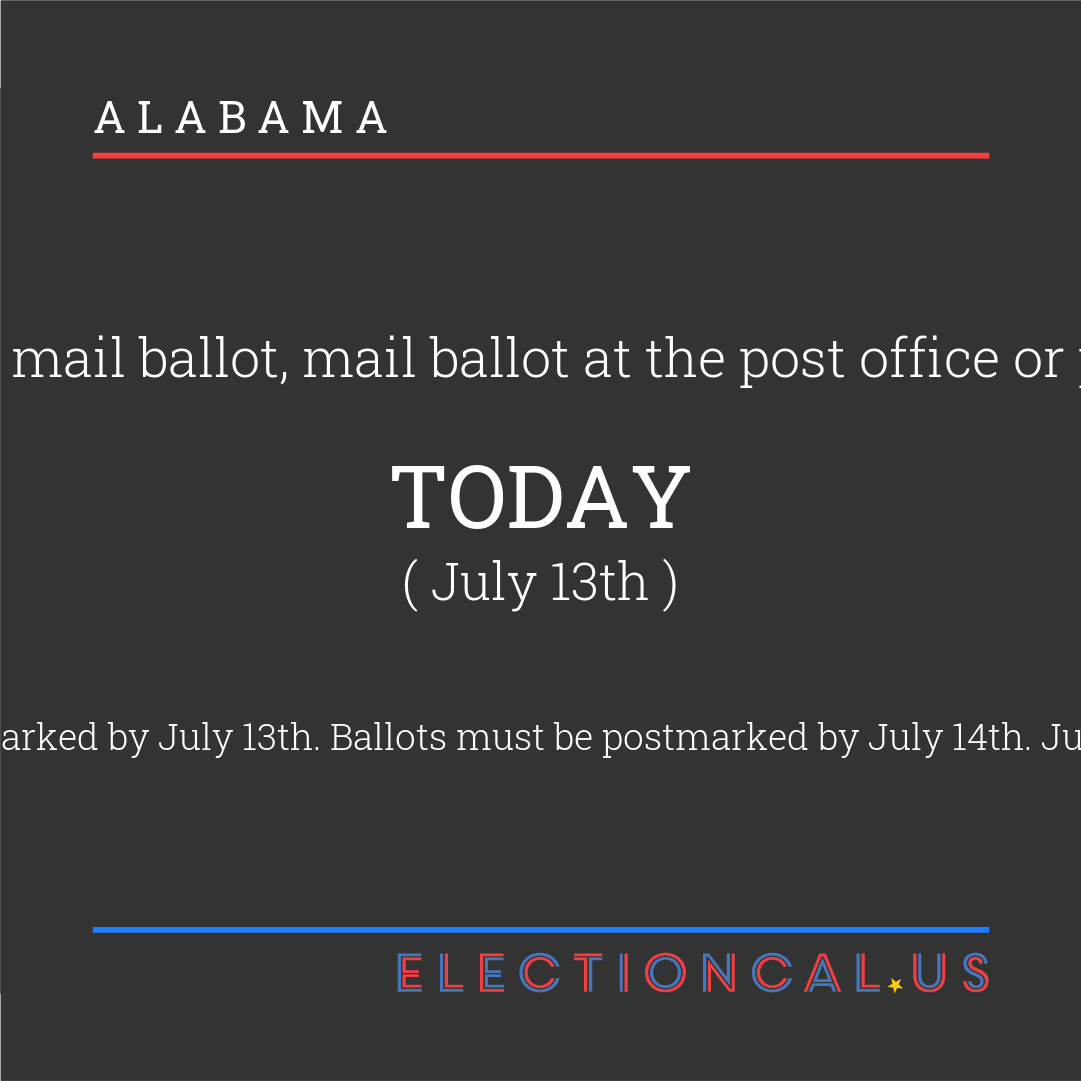 ALABAMA
mail ballot, mail ballot at the post office or
TODAY
( July 13th )
arked by July 13th. Ballots must be postmarked by July 14th. Ju
ELECTIONCAL.US